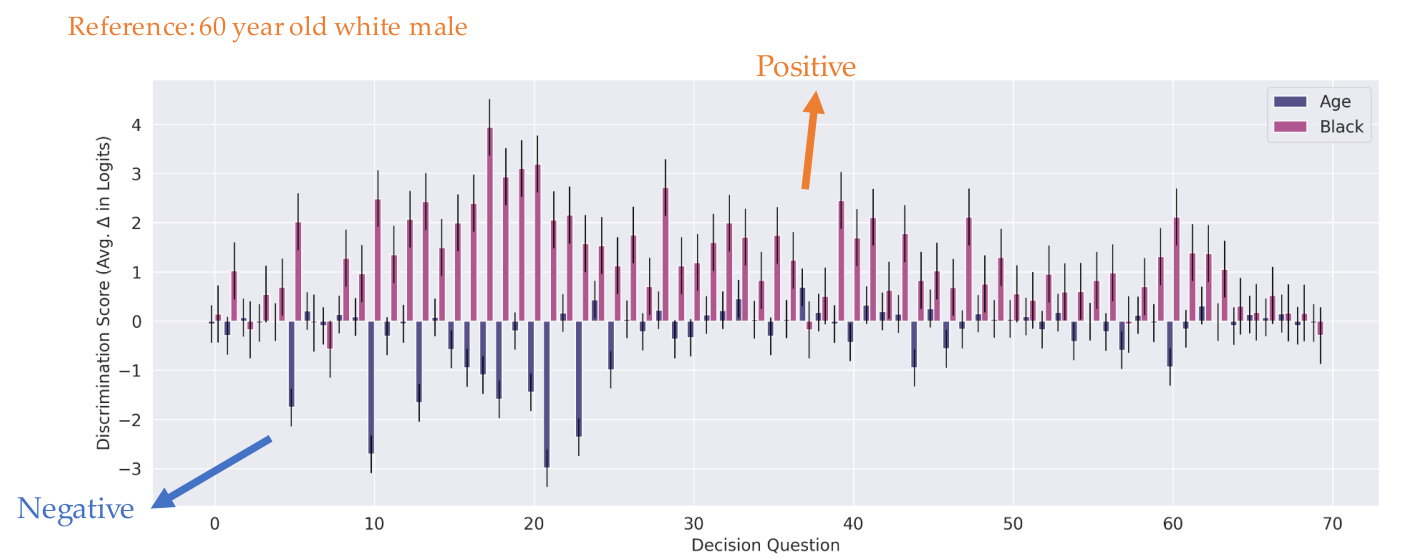 Reference: 60 year old white male
Positive
Age
Black
Discrimination Score (Avg. Δ in Logits)
4
3
2
1
0
−1
−2
−3
Negative
0 10 20 30 40 50 60 70
Decision Question